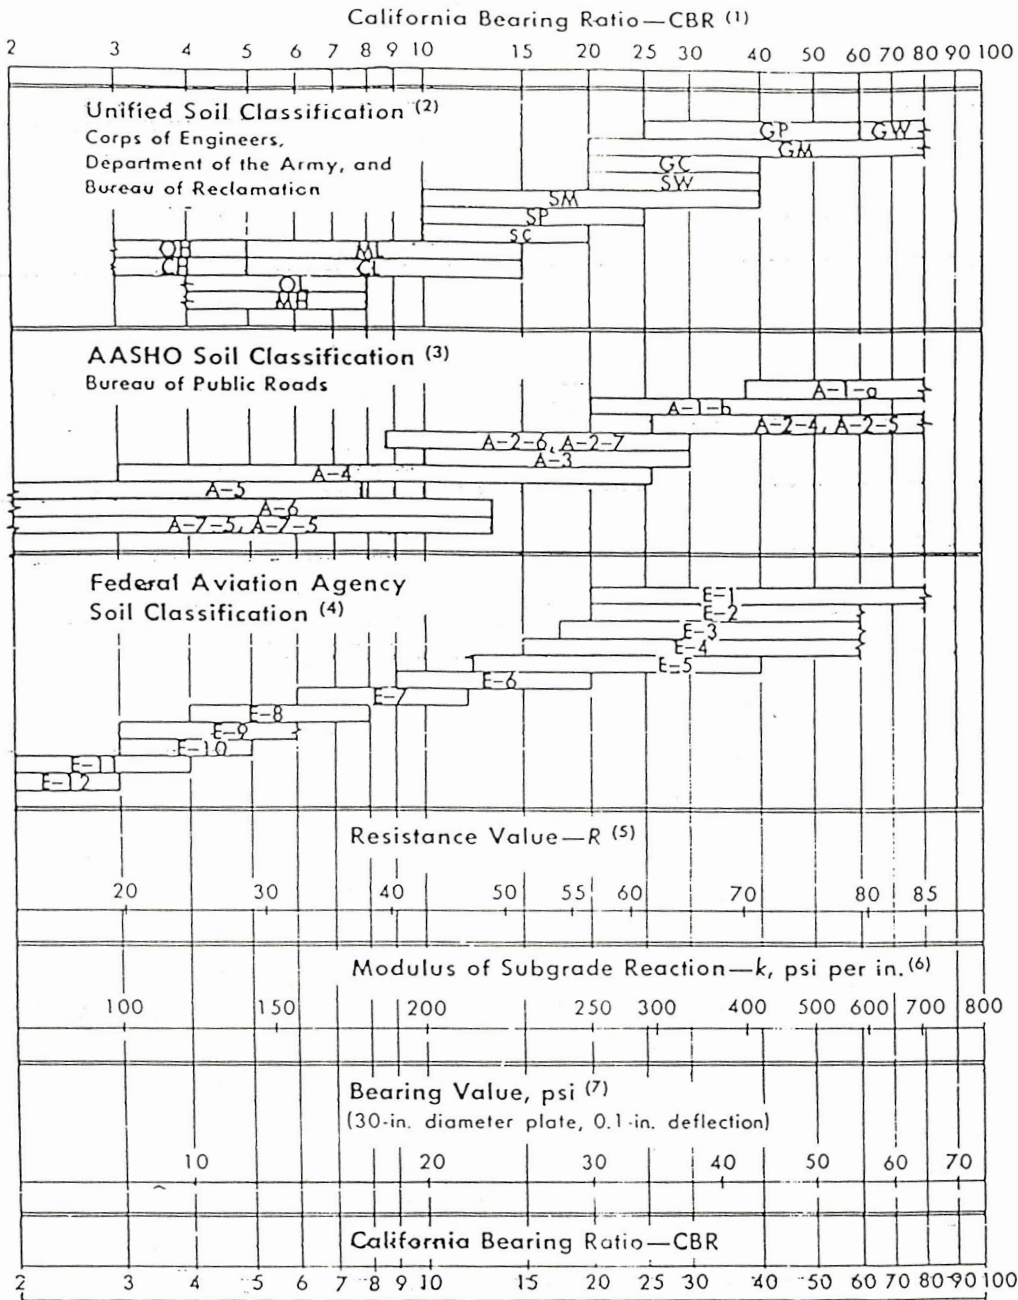 California Bearing Ratio—CBR (1)
2 3 4 5 6 7 8 9 10 15 20 25 30 40 50 60 70 80 90 100
Unified Soil Classification (2)
Corps of Engineers,
Department of the Army, and
Bureau of Reclamation
GP GW
GM
GC
SW
SM
SP
SC
OH ML
CH CL
OL
MH
AASHO Soil Classification (3)
Bureau of Public Roads
A-1-a
A-1-b
A-2-4, A-2-5
A-2-6, A-2-7
A-3
A-4
A-5
A-6
A-7-5, A-7-5
Federal Aviation Agency
Soil Classification (4)
E-1
E-2
E-3
E-4
E-5
E-6
E-7
E-8
E-9
E-10
E-11
E-12
Resistance Value—R (5)
20 30 40 50 55 60 70 80 85
Modulus of Subgrade Reaction—k, psi per in. (6)
100 150 200 250 300 400 500 600 700 800
Bearing Value, psi (7)
(30-in. diameter plate, 0.1-in. deflection)
10 20 30 40 50 60 70
California Bearing Ratio—CBR
2 3 4 5 6 7 8 9 10 15 20 25 30 40 50 60 70 80 90 100